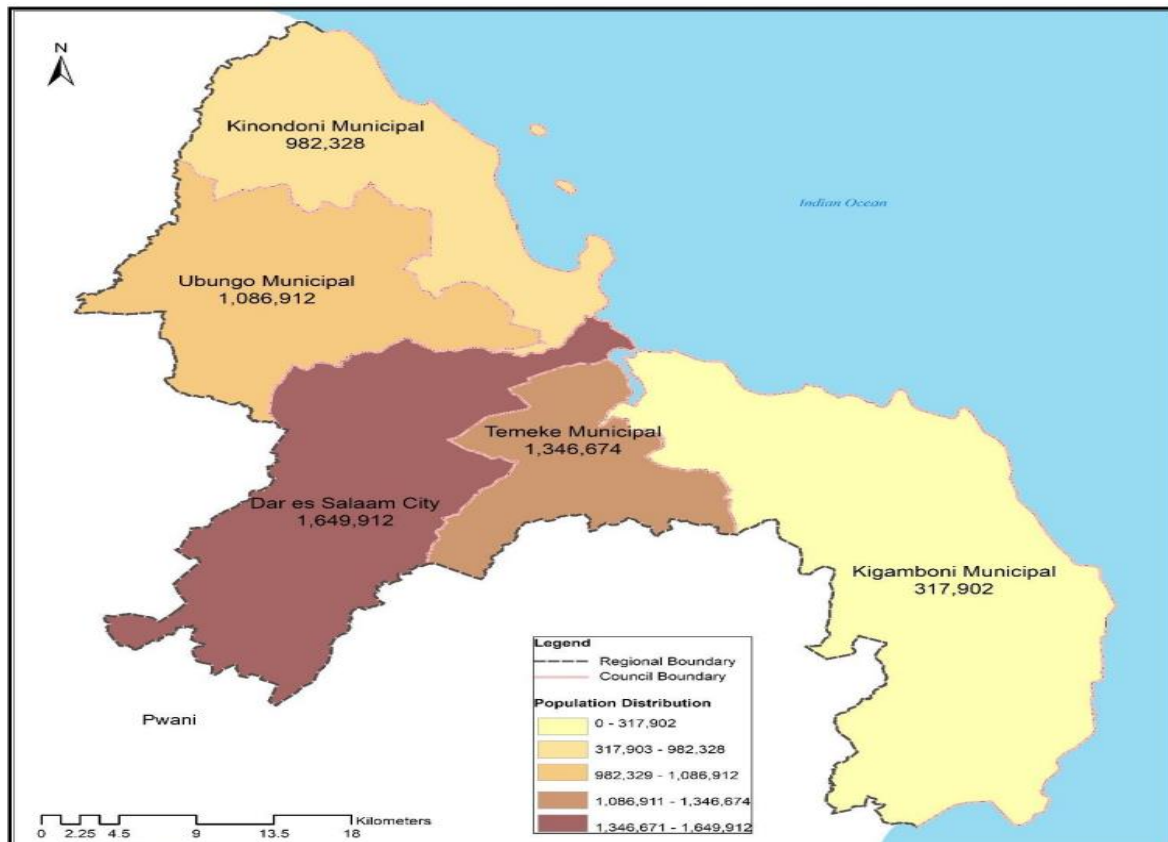 N
Kinondoni Municipal
982,328
Indian Ocean
Ubungo Municipal
1,086,912
Temeke Municipal
1,346,674
Dar es Salaam City
1,649,912
Kigamboni Municipal
317,902
Pwani
Legend
Regional Boundary
Council Boundary
Population Distribution
0 - 317,902
317,903 - 982,328
982,329 - 1,086,912
1,086,911 - 1,346,674
1,346,671 - 1,649,912
Kilometers
0 2.25 4.5 9 13.5 18